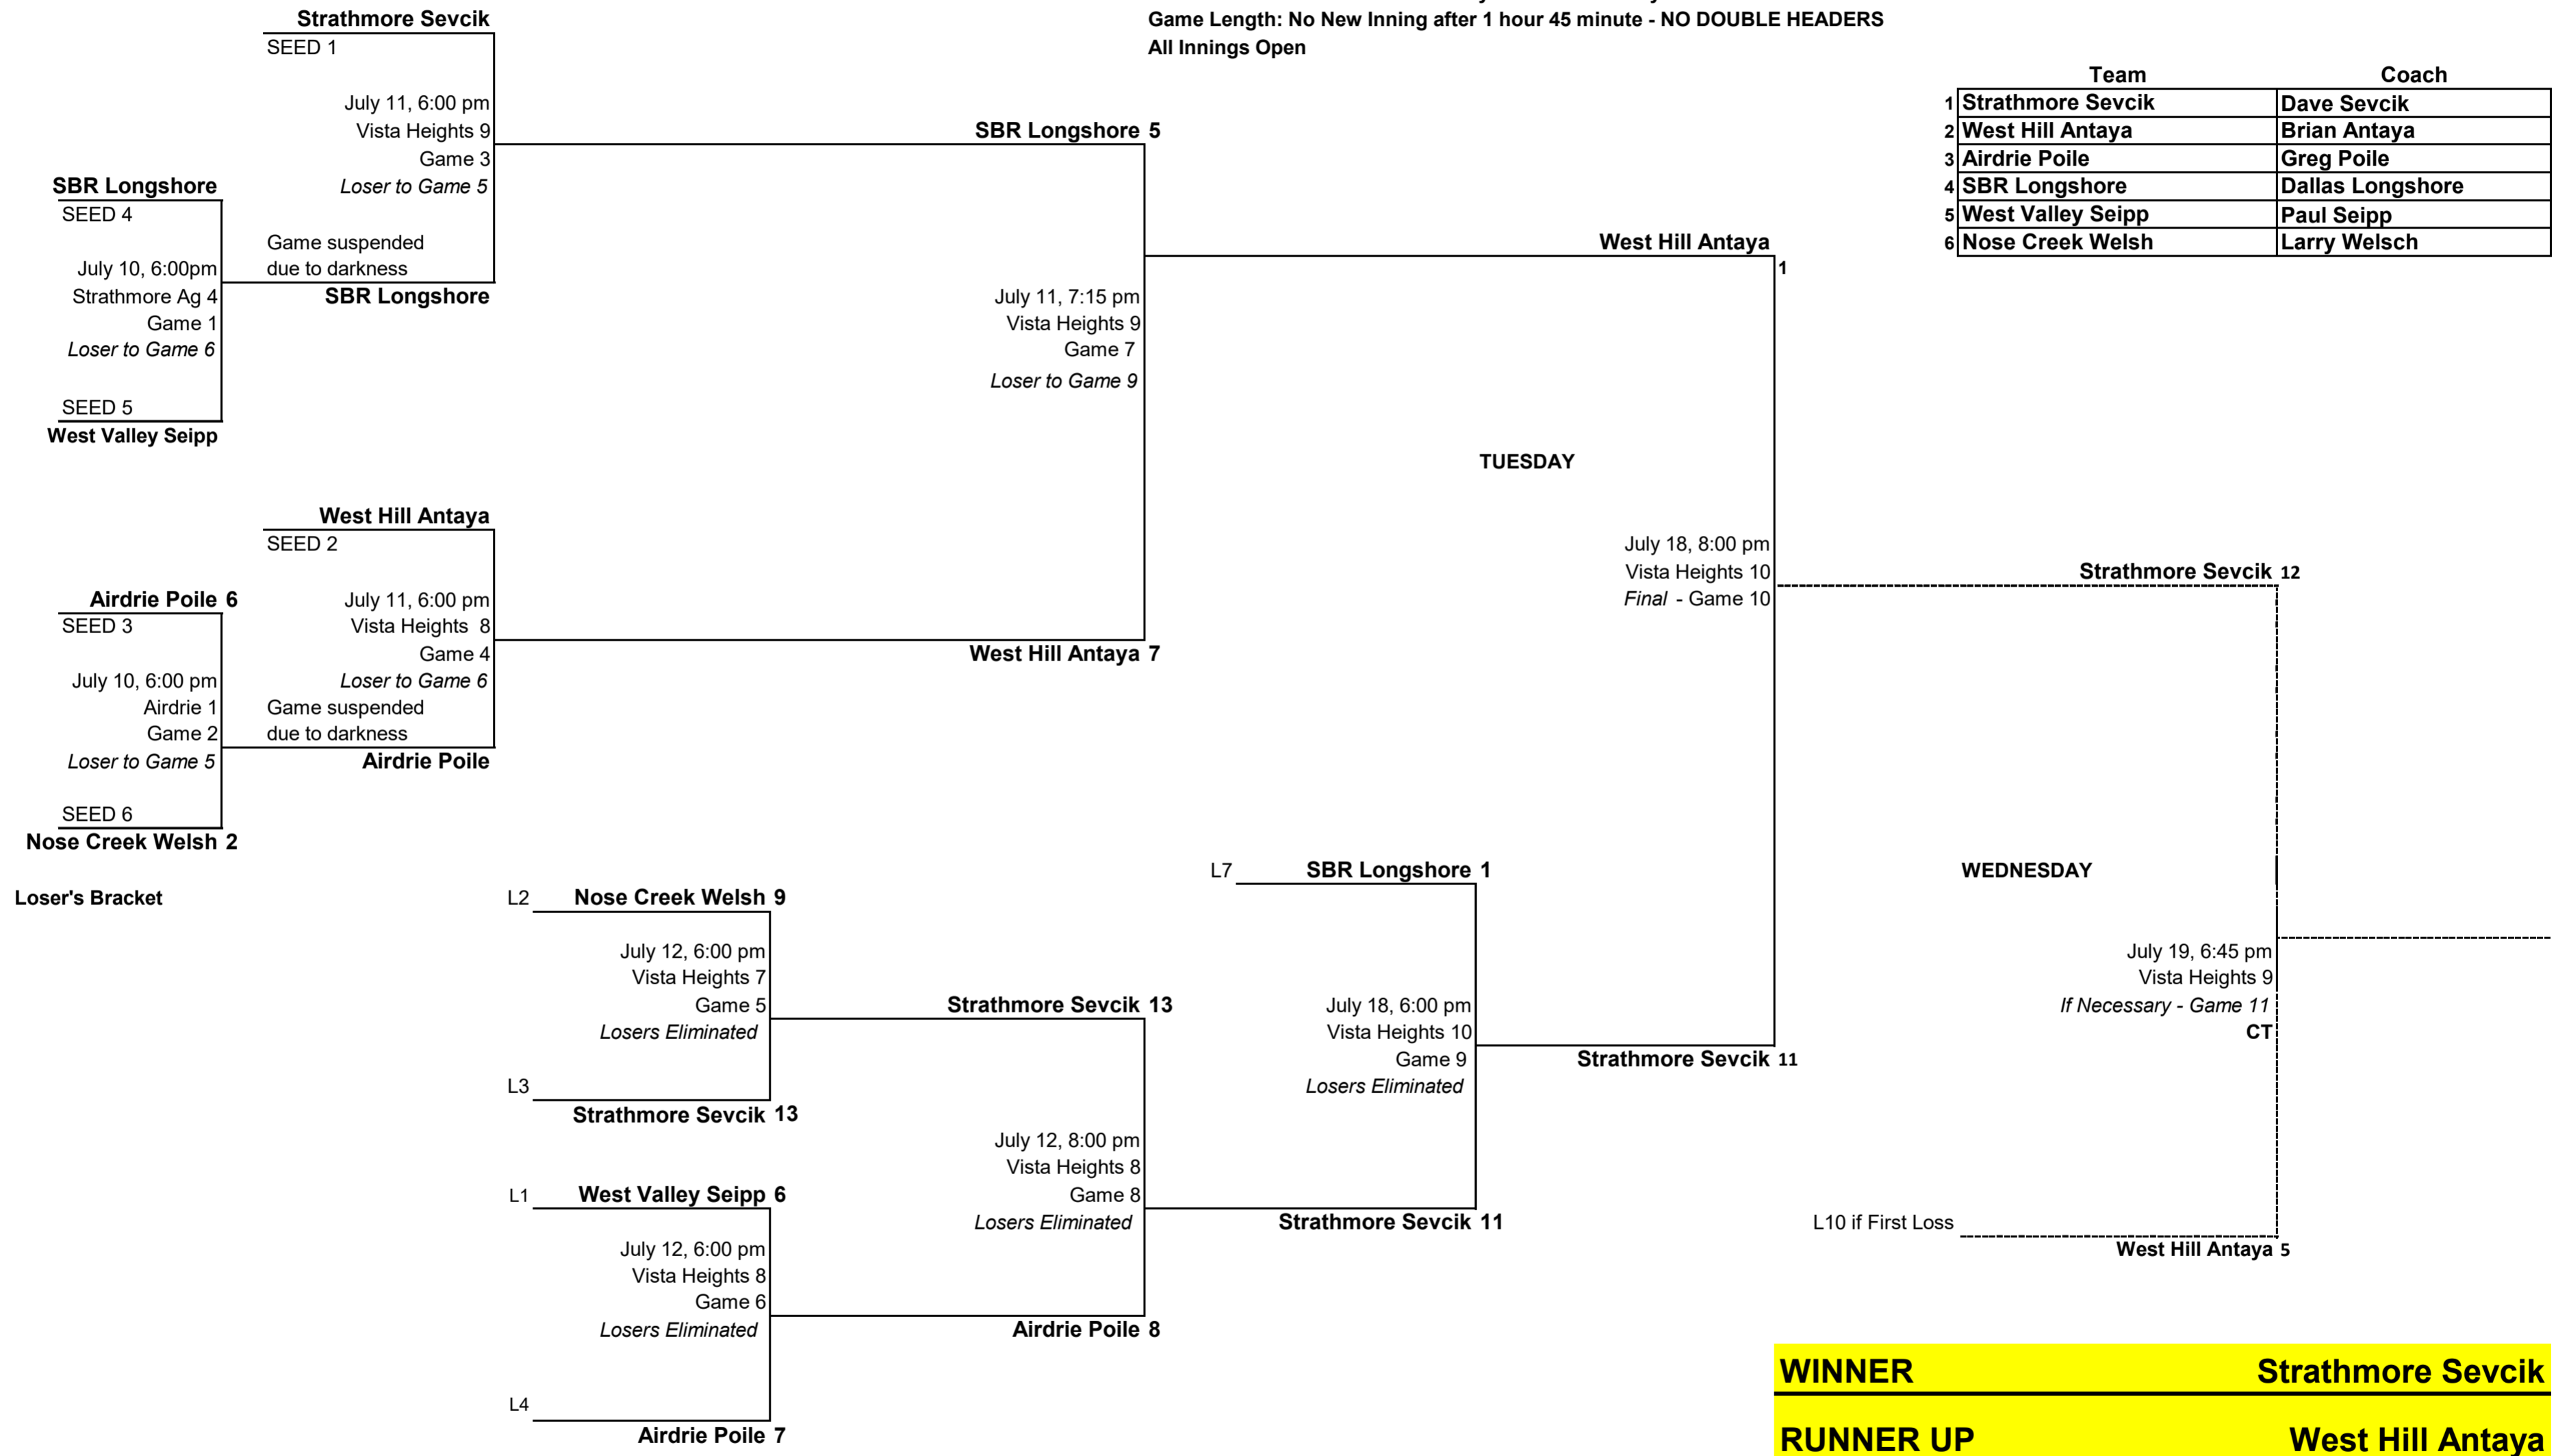 Game Length: No New Inning after 1 hour 45 minute - NO DOUBLE HEADERS
All Innings Open
Team Coach
1 Strathmore Sevcik Dave Sevcik
2 West Hill Antaya Brian Antaya
3 Airdrie Poile Greg Poile
4 SBR Longshore Dallas Longshore
5 West Valley Seipp Paul Seipp
6 Nose Creek Welsh Larry Welsch
Strathmore Sevcik
SEED 1
July 11, 6:00 pm
Vista Heights 9
Game 3
Loser to Game 5
SBR Longshore
SEED 4
July 10, 6:00pm
Strathmore Ag 4
Game 1
Loser to Game 6
SEED 5
West Valley Seipp
Game suspended
due to darkness
SBR Longshore
SBR Longshore 5
July 11, 7:15 pm
Vista Heights 9
Game 7
Loser to Game 9
West Hill Antaya
SEED 2
July 11, 6:00 pm
Vista Heights 8
Game 4
Loser to Game 6
Airdrie Poile 6
SEED 3
July 10, 6:00 pm
Airdrie 1
Game 2
Loser to Game 5
SEED 6
Nose Creek Welsh 2
Game suspended
due to darkness
Airdrie Poile
West Hill Antaya 7
West Hill Antaya
1
TUESDAY
July 18, 8:00 pm
Vista Heights 10
Final - Game 10
Strathmore Sevcik 12
Loser's Bracket
L2 Nose Creek Welsh 9
July 12, 6:00 pm
Vista Heights 7
Game 5
Losers Eliminated
L3
Strathmore Sevcik 13
L1 West Valley Seipp 6
July 12, 6:00 pm
Vista Heights 8
Game 6
Losers Eliminated
L4
Airdrie Poile 7
Strathmore Sevcik 13
July 12, 8:00 pm
Vista Heights 8
Game 8
Losers Eliminated
Airdrie Poile 8
L7 SBR Longshore 1
July 18, 6:00 pm
Vista Heights 10
Game 9
Losers Eliminated
Strathmore Sevcik 11
Strathmore Sevcik 11
WEDNESDAY
July 19, 6:45 pm
Vista Heights 9
If Necessary - Game 11
CT
L10 if First Loss
West Hill Antaya 5
WINNER Strathmore Sevcik
RUNNER UP West Hill Antaya